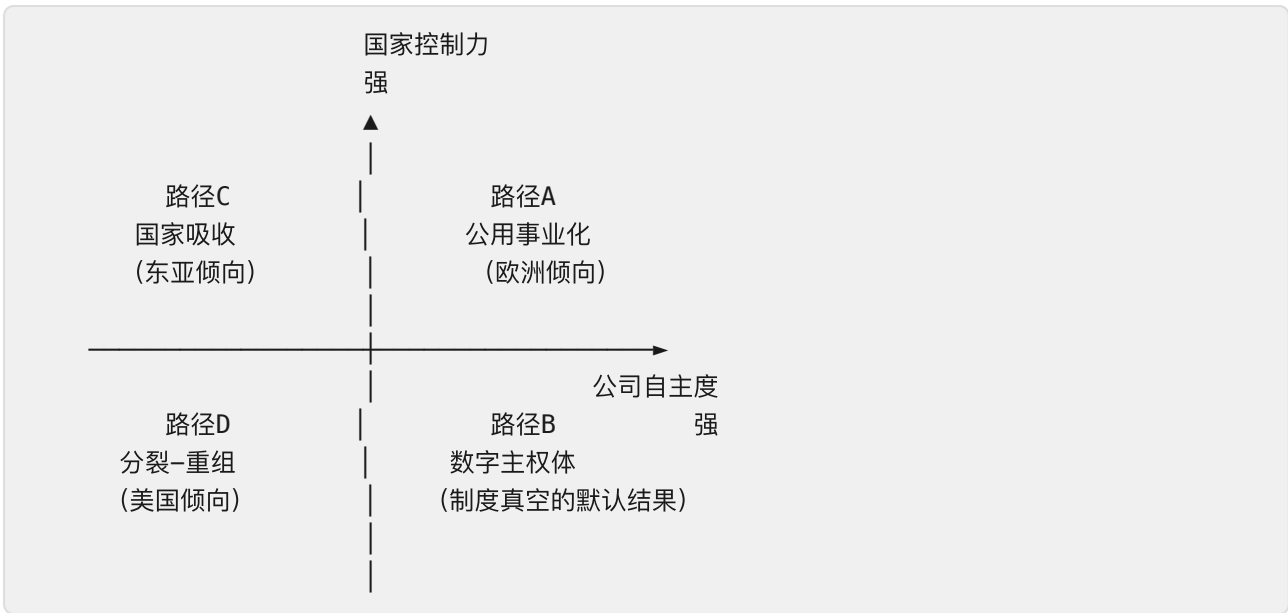 国家控制力
强
▲
路径C 路径A
国家吸收 公用事业化
(东亚倾向) (欧洲倾向)
公司自主度
路径D 路径B 强
分裂-重组 数字主权体
(美国倾向) (制度真空的默认结果)